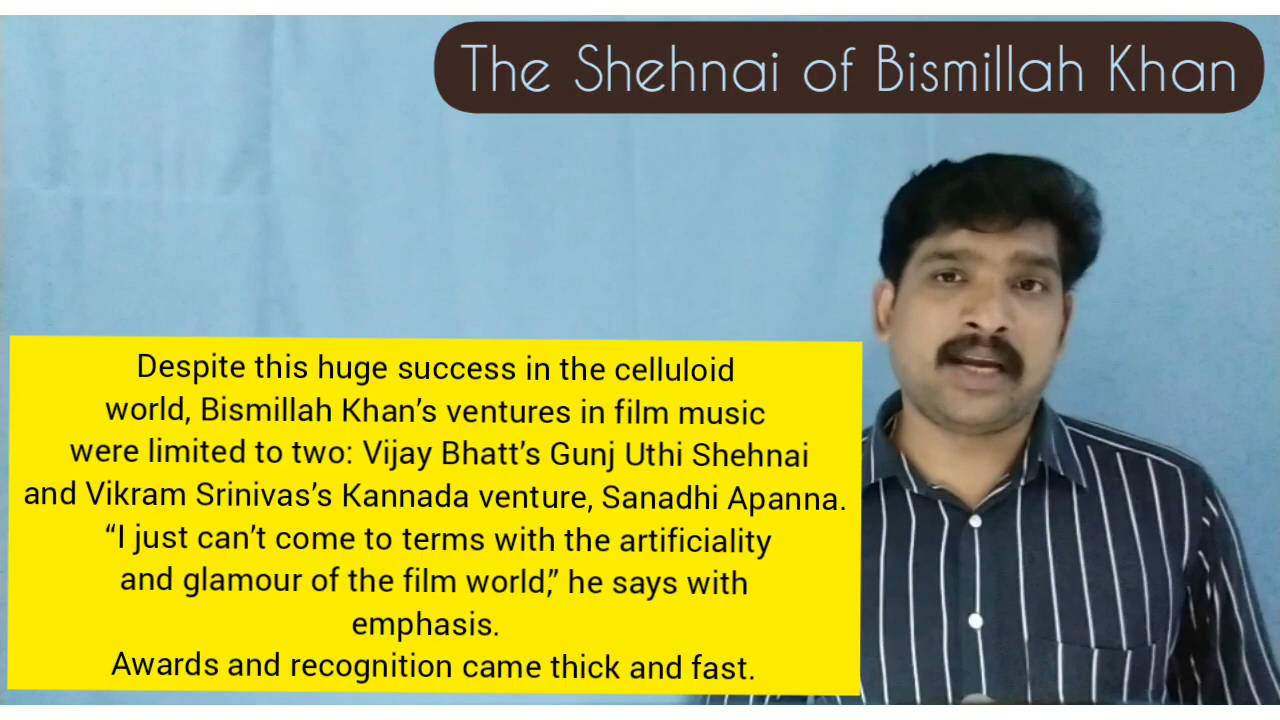 The Shehnai of Bismillah Khan
Despite this huge success in the celluloid
world, Bismillah Khan’s ventures in film music
were limited to two: Vijay Bhatt’s Gunj Uthi Shehnai
and Vikram Srinivas’s Kannada venture, Sanadhi Apanna.
“I just can’t come to terms with the artificiality
and glamour of the film world,” he says with
emphasis.
Awards and recognition came thick and fast.